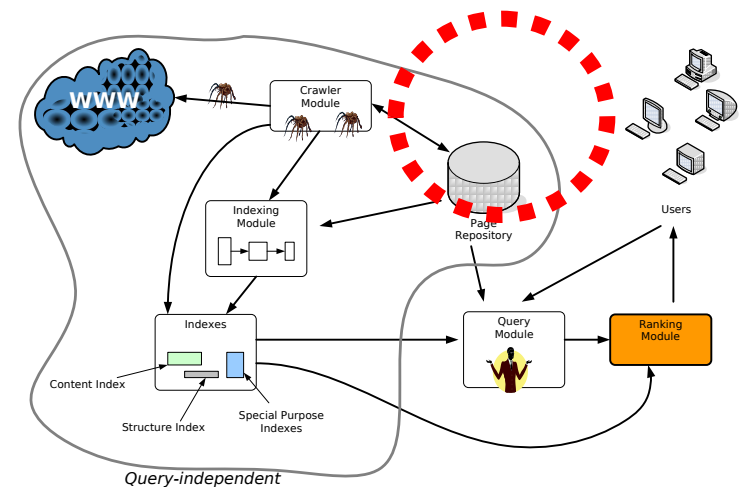 WWW
Crawler
Module
Indexing
Module
Page
Repository
Users
Indexes
Query
Module
Ranking
Module
Content Index
Structure Index
Special Purpose
Indexes
Query-independent